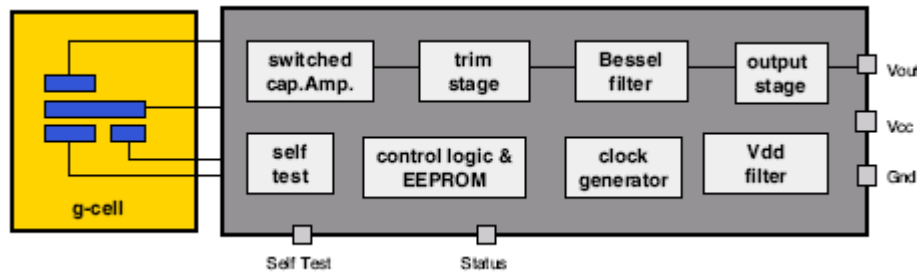 switched
cap.Amp.
trim
stage
Bessel
filter
output
stage
Vout
Vcc
self
test
control logic &
EEPROM
clock
generator
Vdd
filter
Gnd
g-cell
Self Test
Status